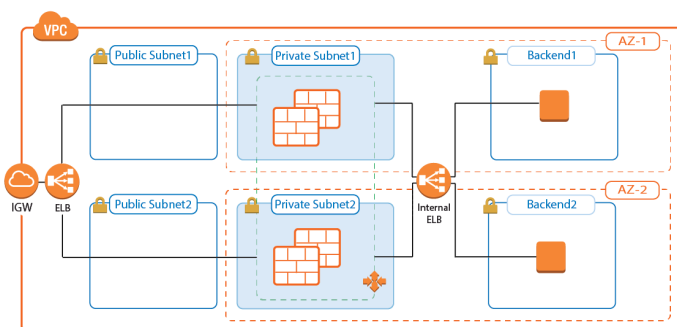 VPC
AZ-1
Public Subnet1
Private Subnet1
Backend1
IGW
ELB
Internal
ELB
AZ-2
Public Subnet2
Private Subnet2
Backend2